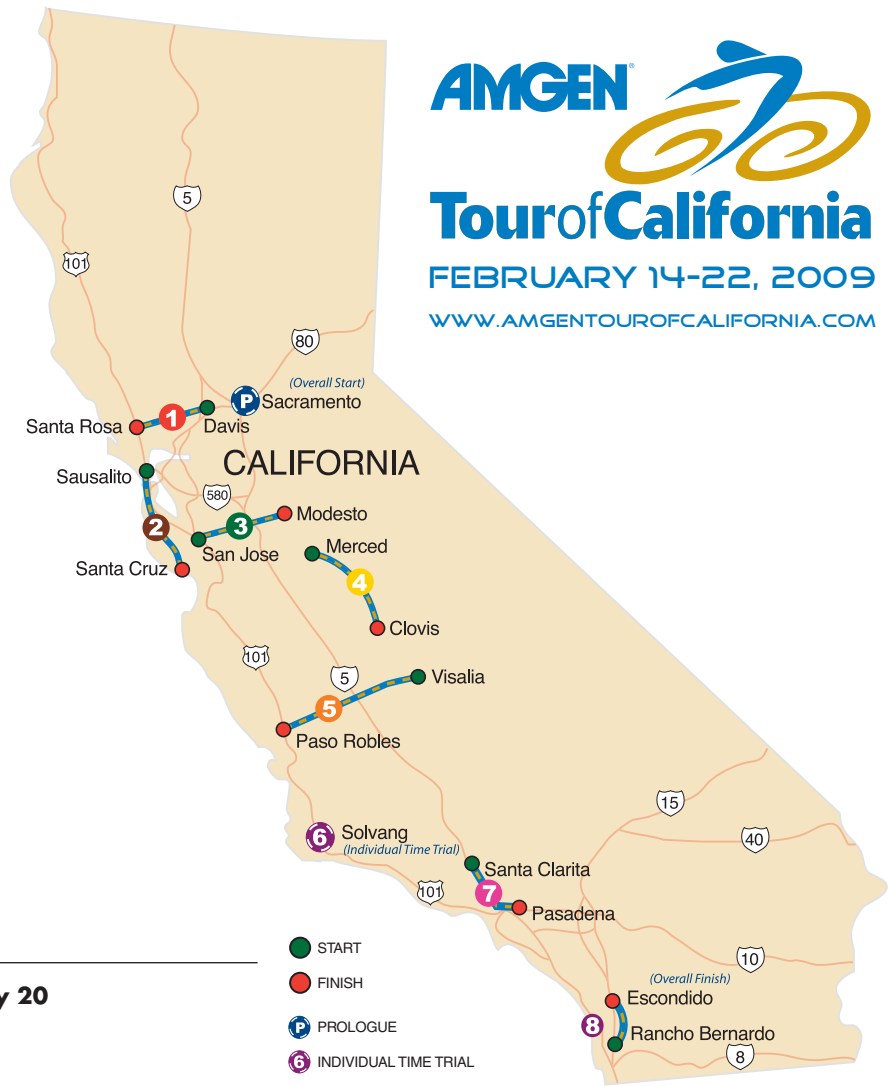 AMGEN®
TourofCalifornia
FEBRUARY 14-22, 2009
WWW.AMGENTOUROFCALIFORNIA.COM
5
101
80
(Overall Start)
P Sacramento
Santa Rosa
1
Davis
Sausalito
CALIFORNIA
580
2
3
Modesto
San Jose
Merced
Santa Cruz
4
Clovis
101
5
Visalia
5
Paso Robles
15
6 Solvang
(Individual Time Trial)
40
Santa Clarita
101
7
Pasadena
START
10
FINISH
(Overall Finish)
Escondido
y 20
P PROLOGUE
8
Rancho Bernardo
8
6 INDIVIDUAL TIME TRIAL